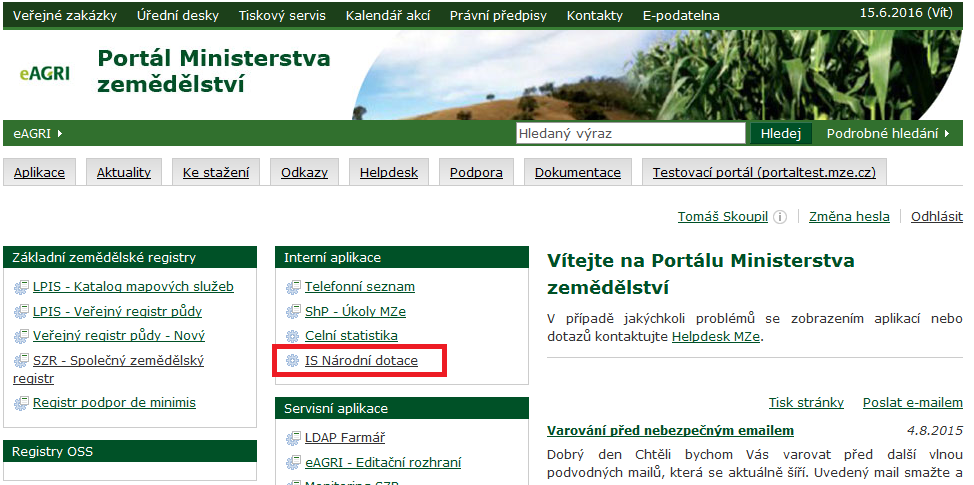 Veřejné zakázky Úřední desky Tiskový servis Kalendář akcí Právní předpisy Kontakty E-podatelna 15.6.2016 (Vít)
eAGRI
Portál Ministerstva
zemědělství
eAGRI
Hledaný výraz Hledej Podrobné hledání
Aplikace Aktuality Ke stažení Odkazy Helpdesk Podpora Dokumentace Testovací portál (portaltest.mze.cz)
Tomáš Skoupil Změna hesla Odhlásit
Základní zemědělské registry
LPIS - Katalog mapových služeb
LPIS - Veřejný registr půdy
Veřejný registr půdy - Nový
SZR - Společný zemědělský
registr
Registr podpor de minimis
Registry OSS
Interní aplikace
Telefonní seznam
ShP - Úkoly MZe
Celní statistika
IS Národní dotace
Servisní aplikace
LDAP Farmář
eAGRI - Editační rozhraní
Monitoring SZR
Vítejte na Portálu Ministerstva
zemědělství
V případě jakýchkoli problémů se zobrazením aplikací nebo
dotazů kontaktujte Helpdesk MZe.
Tisk stránky Poslat e-mailem
Varování před nebezpečným emailem 4.8.2015
Dobrý den Chtěli bychom Vás varovat před další vlnou
podvodných mailů, která se aktuálně šíří. Uvedený mail smažte a